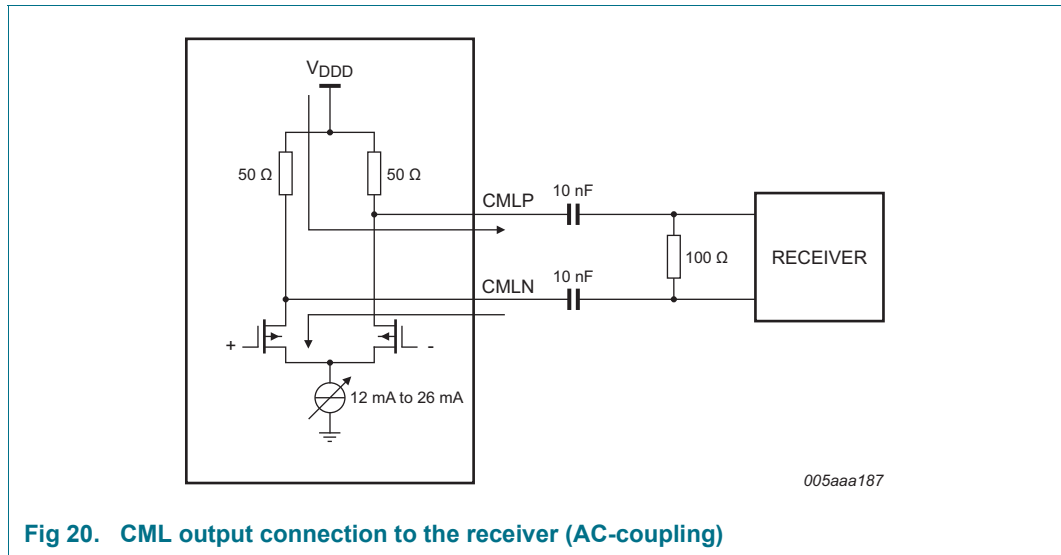 VDDD
50 Ω
50 Ω
CMLP
10 nF
100 Ω
RECEIVER
CMLN
10 nF
+
-
12 mA to 26 mA
005aaa187
Fig 20. CML output connection to the receiver (AC-coupling)